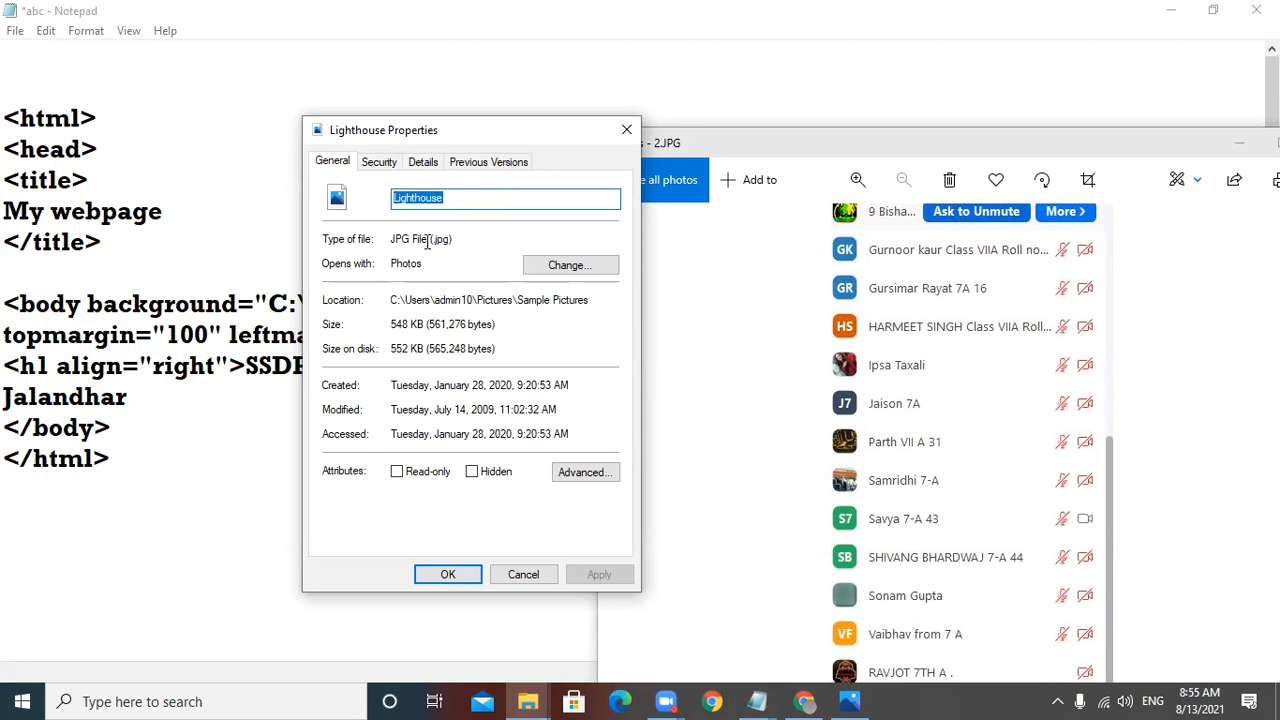 *abc - Notepad
File Edit Format View Help
<html>
<head>
<title>
My webpage
</title>
<body background="C:\
topmargin="100" leftma
<h1 align="right">SSDP
Jalandhar
</body>
</html>
Lighthouse Properties
General Security Details Previous Versions
Lighthouse
Type of file: JPG File (.jpg)
Opens with: Photos Change...
Location: C:\Users\admin10\Pictures\Sample Pictures
Size: 548 KB (561,276 bytes)
Size on disk: 552 KB (565,248 bytes)
Created: Tuesday, January 28, 2020, 9:20:53 AM
Modified: Tuesday, July 14, 2009, 11:02:32 AM
Accessed: Tuesday, January 28, 2020, 9:20:53 AM
Attributes: Read-only Hidden Advanced...
OK Cancel Apply
- 2.JPG
all photos Add to
9 Bisha... Ask to Unmute More >
GK Gurnoor kaur Class VIIA Roll no...
GR Gursimar Rayat 7A 16
HS HARMEET SINGH Class VIIA Roll...
Ipsa Taxali
J7 Jaison 7A
Parth VII A 31
Samridhi 7-A
S7 Savya 7-A 43
SB SHIVANG BHARDWAJ 7-A 44
Sonam Gupta
VF Vaibhav from 7 A
RAVJOT 7TH A .
Type here to search
ENG
8:55 AM
8/13/2021